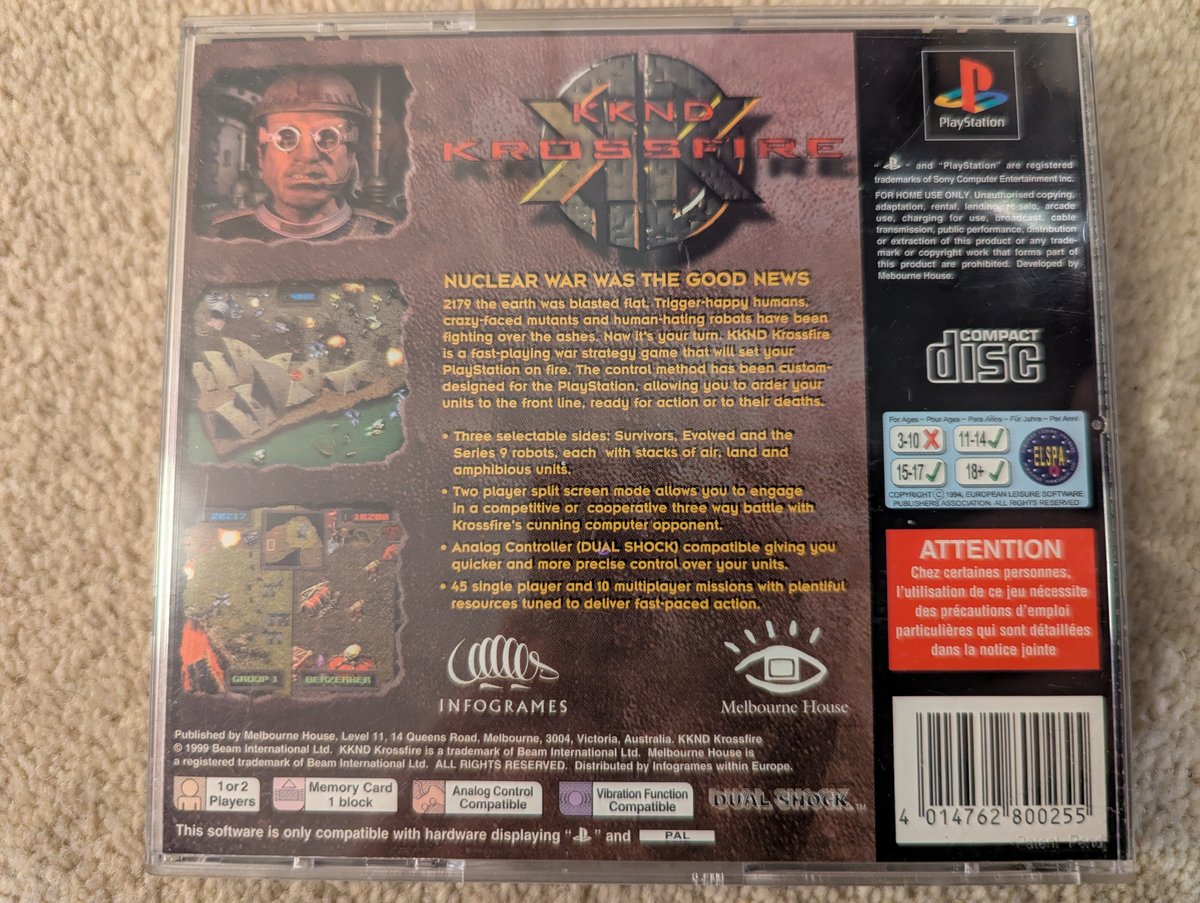 KKND
KROSSFIRE
NUCLEAR WAR WAS THE GOOD NEWS
2179 the earth was blasted flat. Trigger-happy humans,
crazy-faced mutants and human-hating robots have been
fighting over the ashes. Now it's your turn. KKND Krossfire
is a fast-playing war strategy game that will set your
PlayStation on fire. The control method has been custom-
designed for the PlayStation, allowing you to order your
units to the front line, ready for action or to their deaths.
• Three selectable sides: Survivors, Evolved and the
Series 9 robots, each with stacks of air, land and
amphibious units.
• Two player split screen mode allows you to engage
in a competitive or cooperative three way battle with
Krossfire's cunning computer opponent.
• Analog Controller (DUAL SHOCK) compatible giving you
quicker and more precise control over your units.
• 45 single player and 10 multiplayer missions with plentiful
resources tuned to deliver fast-paced action.
GROUP 1
BERZERKER
INFOGRAMES
Melbourne House
Published by Melbourne House, Level 11, 14 Queens Road, Melbourne, 3004, Victoria, Australia. KKND Krossfire
© 1999 Beam International Ltd. KKND Krossfire is a trademark of Beam International Ltd. Melbourne House is
a registered trademark of Beam International Ltd. ALL RIGHTS RESERVED. Distributed by Infogrames within Europe.
1 or 2
Players
Memory Card
1 block
Analog Control
Compatible
Vibration Function
Compatible
DUAL SHOCK™
This software is only compatible with hardware displaying " " and PAL
PlayStation
" " and "PlayStation" are registered
trademarks of Sony Computer Entertainment Inc.
FOR HOME USE ONLY. Unauthorised copying,
adaptation, rental, lending, re-sale, arcade
use, charging for use, broadcast, cable
transmission, public performance, distribution
or extraction of this product or any trade-
mark or copyright work that forms part of
this product are prohibited. Developed by
Mebourne House.
COMPACT
disc
For Ages – Pour Ages – Para Años – Für Jahre – Per Anni
3-10
11-14
15-17
18+
ELSPA
COPYRIGHT © 1994, EUROPEAN LEISURE SOFTWARE
PUBLISHERS ASSOCIATION. ALL RIGHTS RESERVED
ATTENTION
Chez certaines personnes,
l'utilisation de ce jeu nécessite
des précautions d'emploi
particulières qui sont détaillées
dans la notice jointe
4 014762 800255